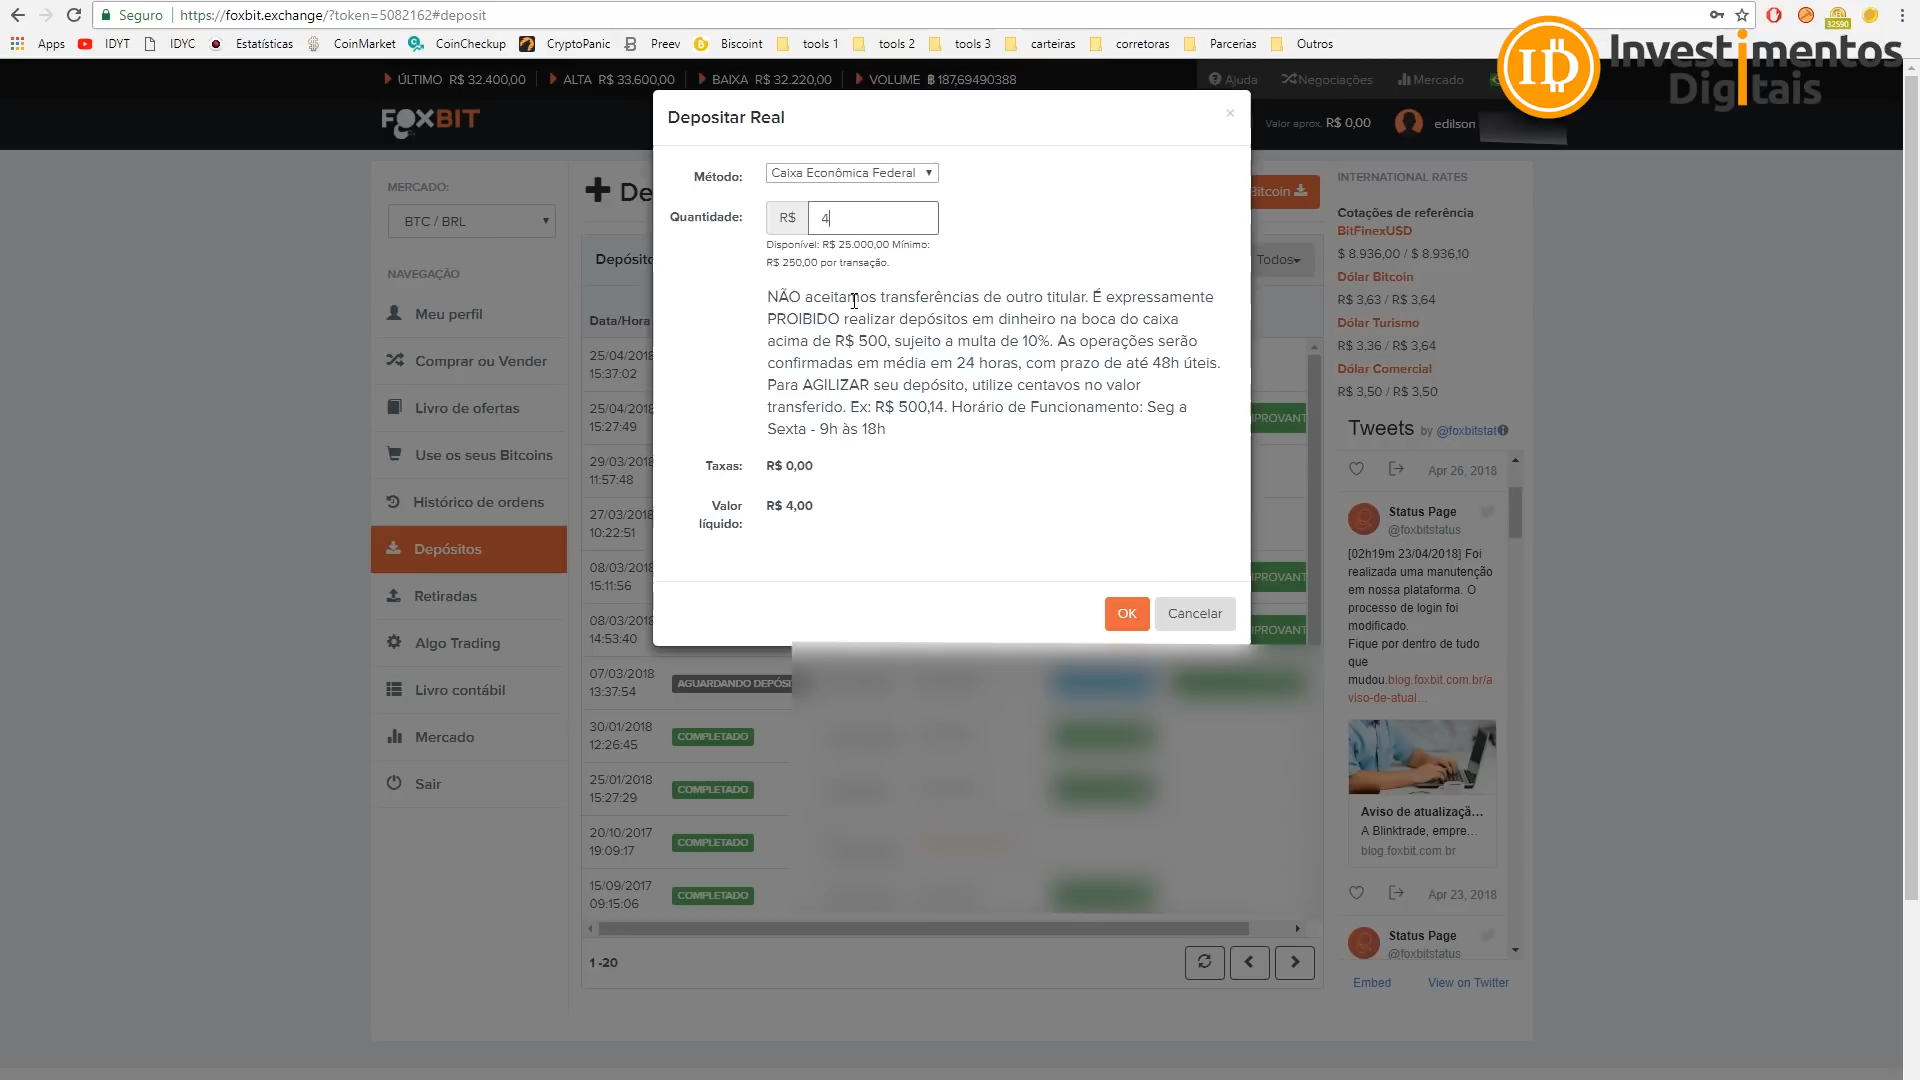 Seguro
https://foxbit.exchange/?token=5082162#deposit
32590
Apps
IDYT
IDYC
Estatísticas
CoinMarket
CoinCheckup
CryptoPanic
Preev
Biscoint
tools 1
tools 2
tools 3
carteiras
corretoras
Parcerias
Outros
Investimentos
Digitais
ÚLTIMO R$ 32.400,00
ALTA R$ 33.600,00
BAIXA R$ 32.220,00
VOLUME ฿ 187,69490388
Ajuda
Negociações
Mercado
FOXBIT
Valor aprox. R$ 0,00
edilson
MERCADO:
BTC / BRL
NAVEGAÇÃO
Meu perfil
Comprar ou Vender
Livro de ofertas
Use os seus Bitcoins
Histórico de ordens
Depósitos
Retiradas
Algo Trading
Livro contábil
Mercado
Sair
Depositar Real
×
Método:
Caixa Econômica Federal
Quantidade:
R$
4
Disponível: R$ 25.000,00 Mínimo:
R$ 250,00 por transação.
NÃO aceitamos transferências de outro titular. É expressamente
PROIBIDO realizar depósitos em dinheiro na boca do caixa
acima de R$ 500, sujeito a multa de 10%. As operações serão
confirmadas em média em 24 horas, com prazo de até 48h úteis.
Para AGILIZAR seu depósito, utilize centavos no valor
transferido. Ex: R$ 500,14. Horário de Funcionamento: Seg a
Sexta - 9h às 18h
Taxas:
R$ 0,00
Valor
líquido:
R$ 4,00
OK
Cancelar
De
Bitcoin
Depósito
Todos
Data/Hora
25/04/2018
15:37:02
25/04/2018
15:27:49
29/03/2018
11:57:48
27/03/2018
10:22:51
08/03/2018
15:11:56
08/03/2018
14:53:40
07/03/2018
13:37:54
AGUARDANDO DEPÓSI
30/01/2018
12:26:45
COMPLETADO
25/01/2018
15:27:29
COMPLETADO
20/10/2017
19:09:17
COMPLETADO
15/09/2017
09:15:06
COMPLETADO
1 -20
INTERNATIONAL RATES
Cotações de referência
BitFinexUSD
$ 8.936,00 / $ 8.936,10
Dólar Bitcoin
R$ 3,63 / R$ 3,64
Dólar Turismo
R$ 3,36 / R$ 3,64
Dólar Comercial
R$ 3,50 / R$ 3,50
Tweets by @foxbitstat
Apr 26, 2018
Status Page
@foxbitstatus
[02h19m 23/04/2018] Foi
realizada uma manutenção
em nossa plataforma. O
processo de login foi
modificado.
Fique por dentro de tudo
que
mudou.blog.foxbit.com.br/a
viso-de-atual…
Aviso de atualizaçã…
A Blinktrade, empre…
blog.foxbit.com.br
Apr 23, 2018
Status Page
@foxbitstatus
Embed
View on Twitter